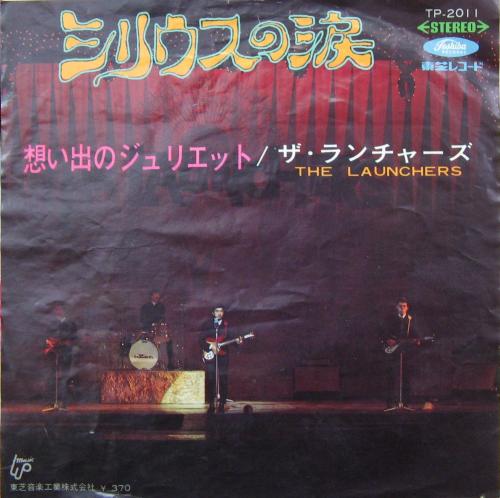 シリウスの涙
TP-2011
STEREO
Toshiba
東芝レコード
想い出のジュリエット/ザ・ランチャーズ
THE LAUNCHERS
music
東芝音楽工業株式会社 ¥370